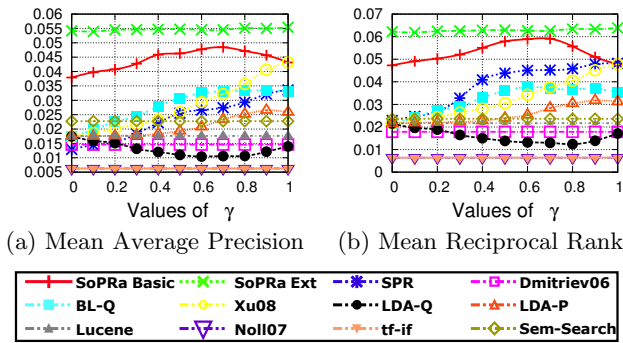 0.06
0.055
0.05
0.045
0.04
0.035
0.03
0.025
0.02
0.015
0.01
0.005
0 0.2 0.4 0.6 0.8 1
Values of γ
(a) Mean Average Precision
0.07
0.06
0.05
0.04
0.03
0.02
0.01
0
0 0.2 0.4 0.6 0.8 1
Values of γ
(b) Mean Reciprocal Rank
SoPRa Basic SoPRa Ext SPR Dmitriev06
BL-Q Xu08 LDA-Q LDA-P
Lucene Noll07 tf-if Sem-Search